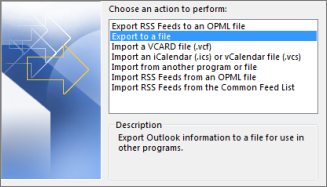 Choose an action to perform:
Export RSS Feeds to an OPML file
Export to a file
Import a VCARD file (.vcf)
Import an iCalendar (.ics) or vCalendar file (.vcs)
Import from another program or file
Import RSS Feeds from an OPML file
Import RSS Feeds from the Common Feed List
Description
Export Outlook information to a file for use in
other programs.